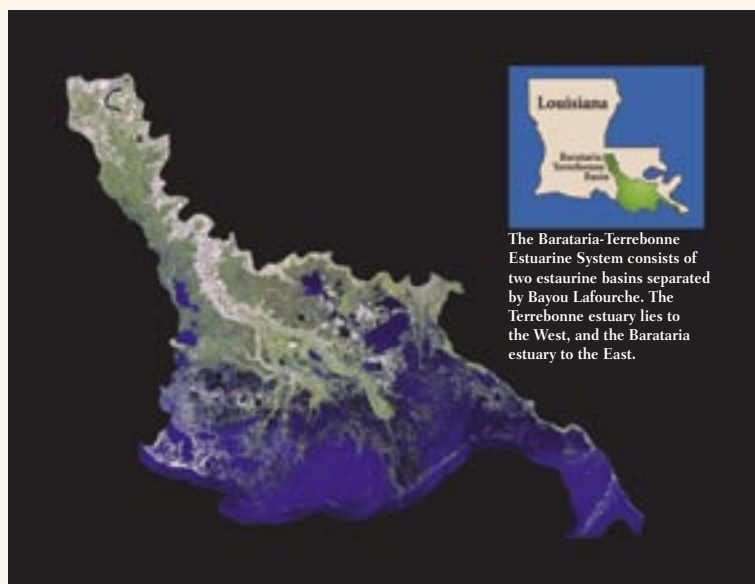 Louisiana
Barataria
Terrebonne
Basin
The Barataria-Terrebonne
Estuarine System consists of
two estaurine basins separated
by Bayou Lafourche. The
Terrebonne estuary lies to
the West, and the Barataria
estuary to the East.